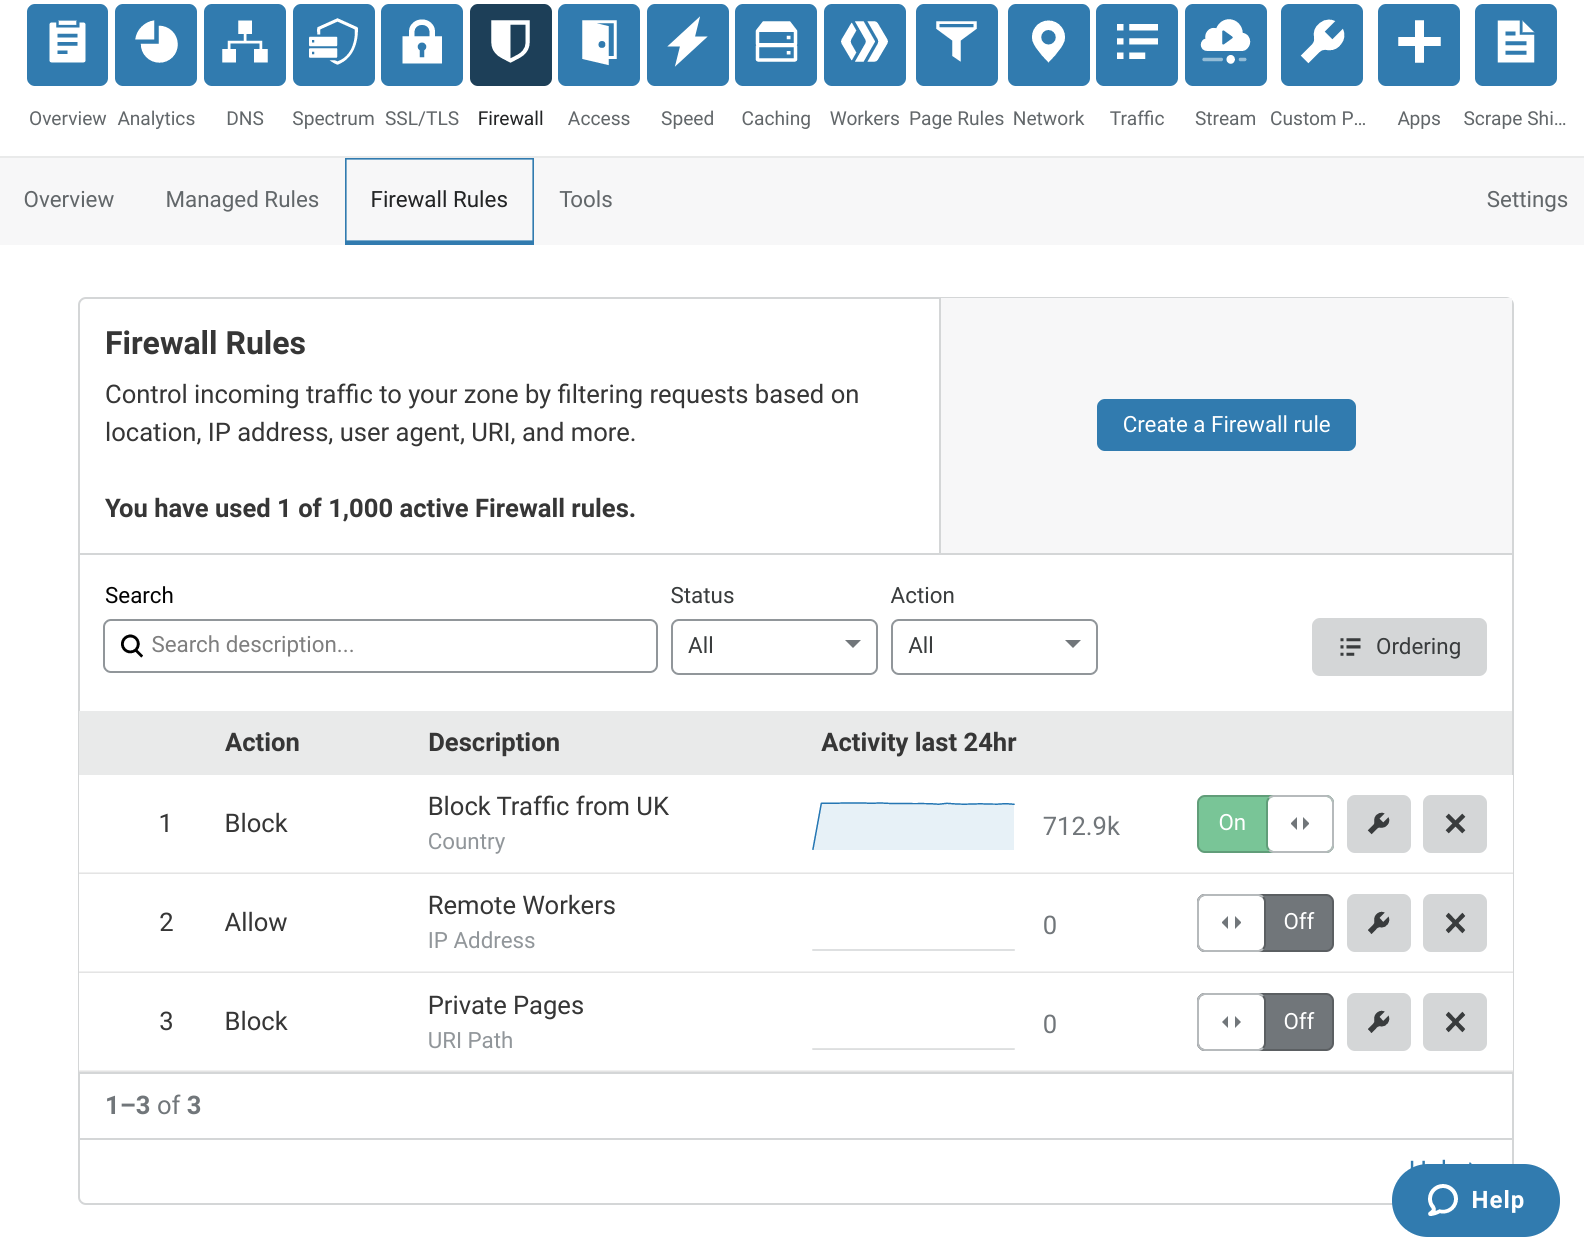 Overview Analytics DNS Spectrum SSL/TLS Firewall Access Speed Caching Workers Page Rules Network Traffic Stream Custom P... Apps Scrape Shi...
Overview Managed Rules Firewall Rules Tools Settings
Firewall Rules
Control incoming traffic to your zone by filtering requests based on
location, IP address, user agent, URI, and more.
You have used 1 of 1,000 active Firewall rules.
Create a Firewall rule
Search Status Action
Search description... All All Ordering
Action Description Activity last 24hr
1 Block Block Traffic from UK 712.9k On
Country
2 Allow Remote Workers 0 Off
IP Address
3 Block Private Pages 0 Off
URI Path
1–3 of 3
Help